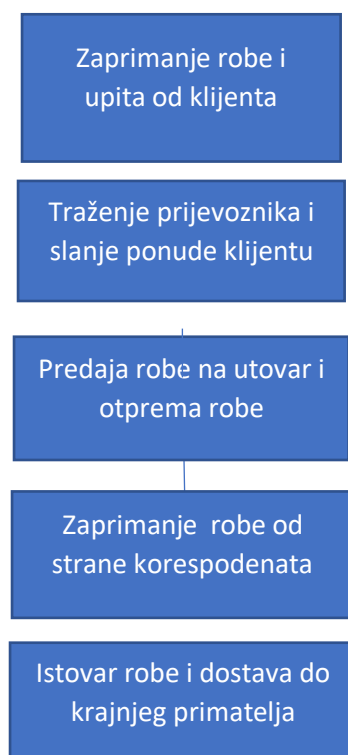 Zaprimanje robe i
upita od klijenta
Traženje prijevoznika i
slanje ponude klijentu
Predaja robe na utovar i
otprema robe
Zaprimanje  robe od
strane korespodenata
Istovar robe i dostava do
krajnjeg primatelja